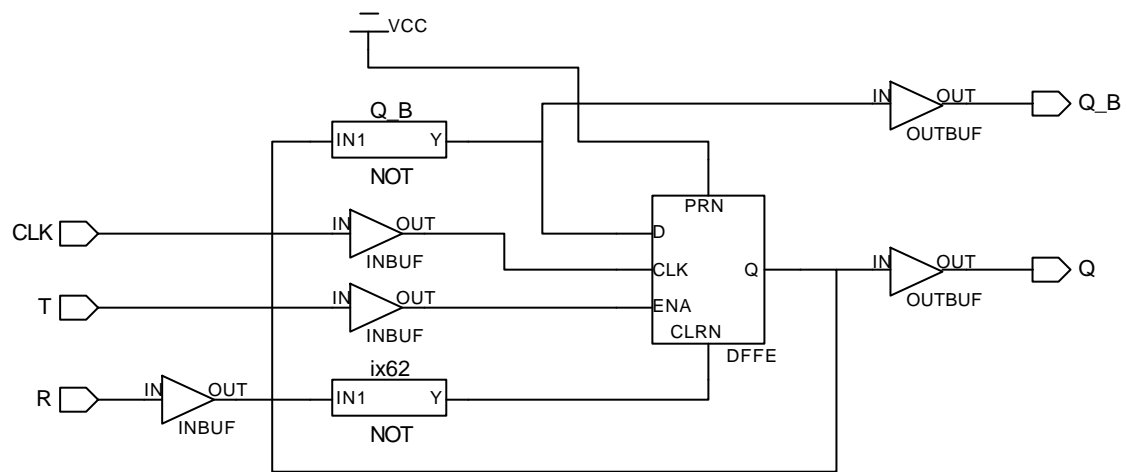 VCC
Q_B
IN1 Y
NOT
IN OUT
OUTBUF
Q_B
CLK
IN OUT
INBUF
PRN
D
CLK Q
ENA
CLRN
DFFE
IN OUT
OUTBUF
Q
T
IN OUT
INBUF
R
IN OUT
INBUF
ix62
IN1 Y
NOT